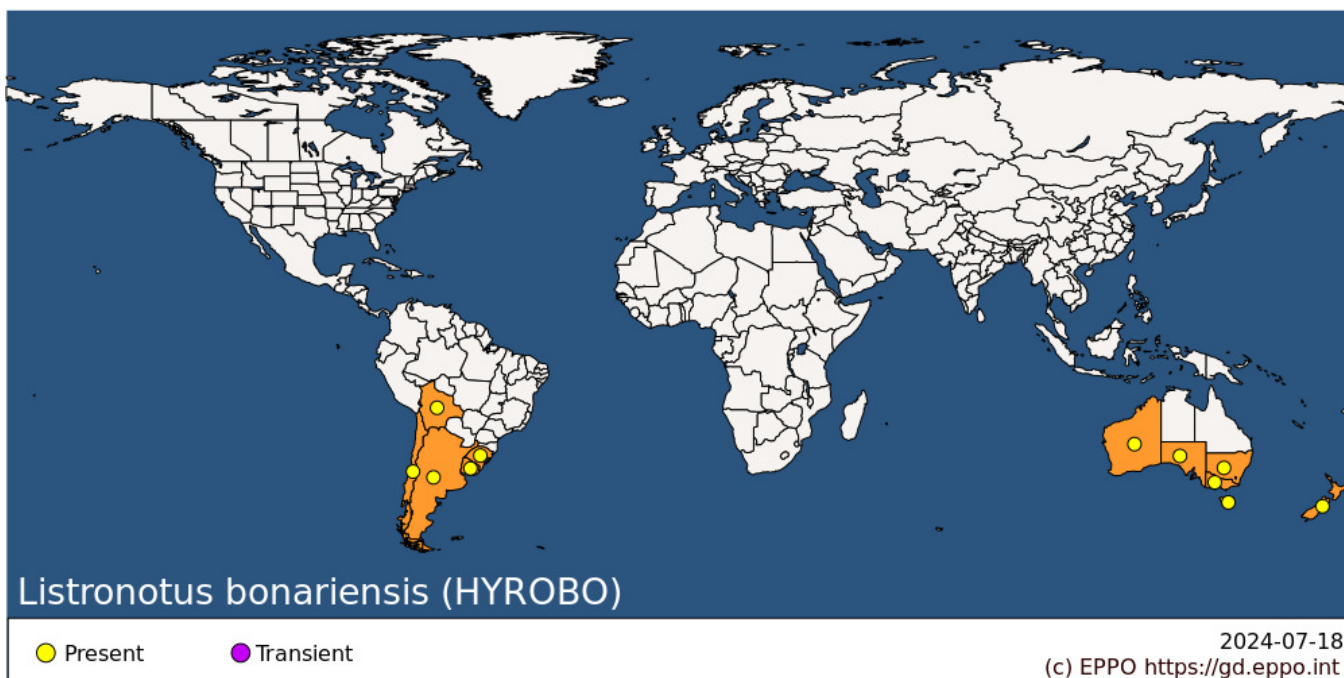 Listronotus bonariensis (HYROBO)
Present
Transient
2024-07-18
(c) EPPO https://gd.eppo.int